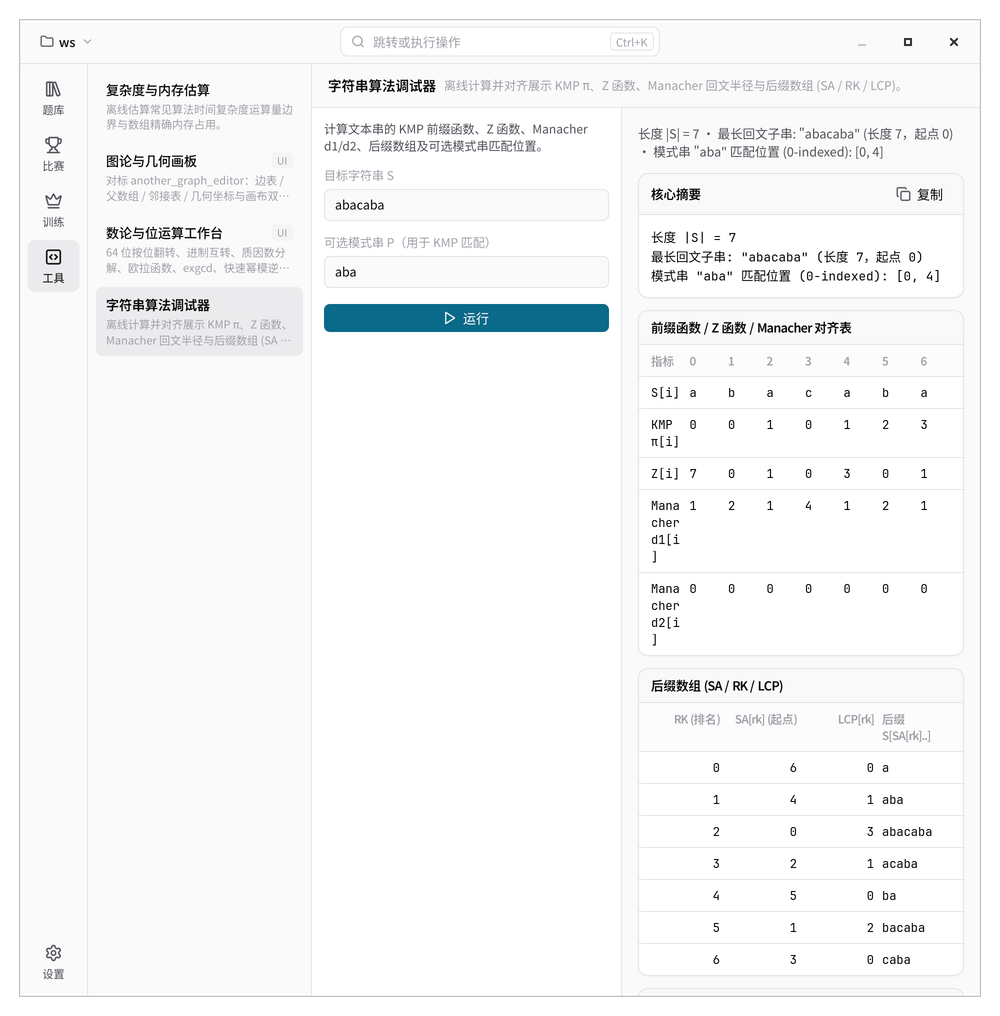 ws
跳转或执行操作
Ctrl+K
题库
比赛
训练
工具
设置
复杂度与内存估算
离线估算常见算法时间复杂度运算量边
界与数组精确内存占用。
图论与几何画板
UI
对标 another_graph_editor：边表 /
父数组 / 邻接表 / 几何坐标与画布双…
数论与位运算工作台
UI
64 位按位翻转、进制互转、质因数分
解、欧拉函数、exgcd、快速幂模逆…
字符串算法调试器
离线计算并对齐展示 KMP π、Z 函数、
Manacher 回文半径与后缀数组 (SA …
字符串算法调试器 离线计算并对齐展示 KMP π、Z 函数、Manacher 回文半径与后缀数组 (SA / RK / LCP)。
计算文本串的 KMP 前缀函数、Z 函数、Manacher
d1/d2、后缀数组及可选模式串匹配位置。
目标字符串 S
abacaba
可选模式串 P（用于 KMP 匹配）
aba
运行
长度 |S| = 7 · 最长回文子串: "abacaba" (长度 7，起点 0)
· 模式串 "aba" 匹配位置 (0-indexed): [0, 4]
核心摘要
复制
长度 |S| = 7
最长回文子串: "abacaba" (长度 7，起点 0)
模式串 "aba" 匹配位置 (0-indexed): [0, 4]
前缀函数 / Z 函数 / Manacher 对齐表
指标 0 1 2 3 4 5 6
S[i] a b a c a b a
KMP 0 0 1 0 1 2 3
π[i]
Z[i] 7 0 1 0 3 0 1
Mana 1 2 1 4 1 2 1
cher
d1[i
]
Mana 0 0 0 0 0 0 0
cher
d2[i
]
后缀数组 (SA / RK / LCP)
RK (排名) SA[rk] (起点) LCP[rk] 后缀
S[SA[rk]..]
0 6 0 a
1 4 1 aba
2 0 3 abacaba
3 2 1 acaba
4 5 0 ba
5 1 2 bacaba
6 3 0 caba